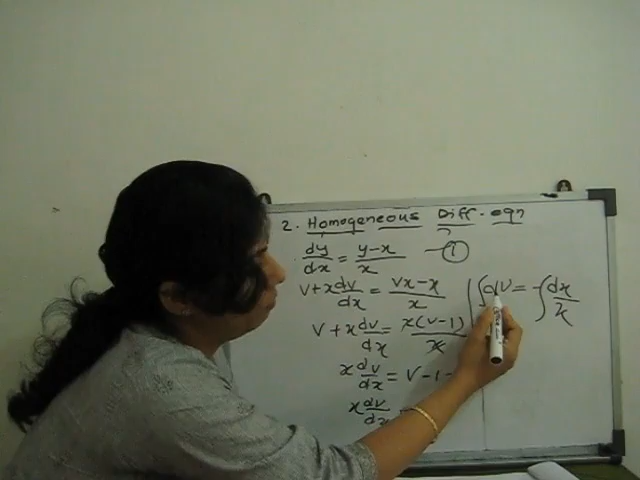 2. Homogeneous Diff. eqn
dy/dx = y-x/x — ①
v+x dv/dx = vx-x/x
v+x dv/dx = x(v-1)/x
x dv/dx = v-1-
x dv/dx
∫dv = -∫dx/x